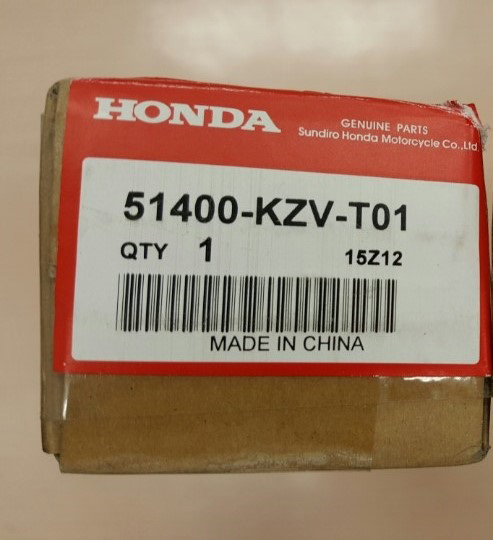 HONDA
GENUINE PARTS
Sundiro Honda Motorcycle Co.,Ltd
51400-KZV-T01
QTY 1 15Z12
MADE IN CHINA